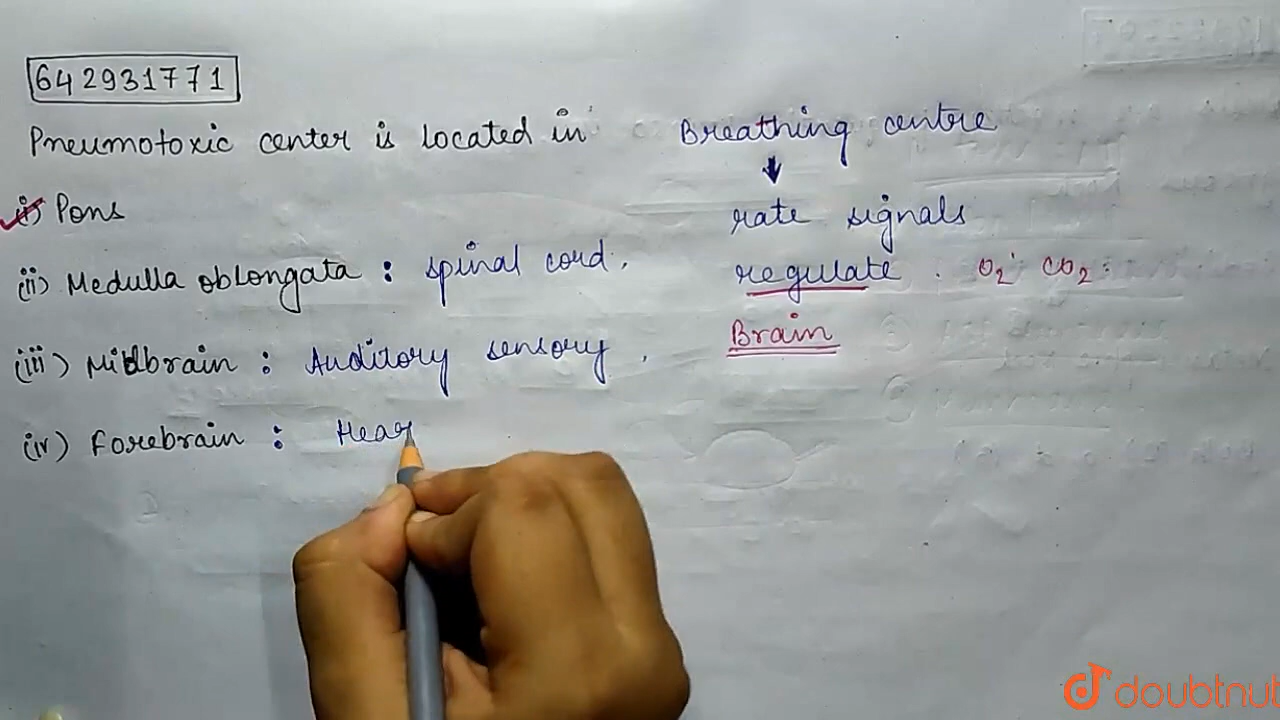 642931771
Pneumotoxic center is located in
(i) Pons
(ii) Medulla oblongata : spinal cord.
(iii) Midbrain : Auditory sensory.
(iv) Forebrain : Hear
Breathing centre
rate signals
regulate . O2 CO2:
Brain
doubtnut